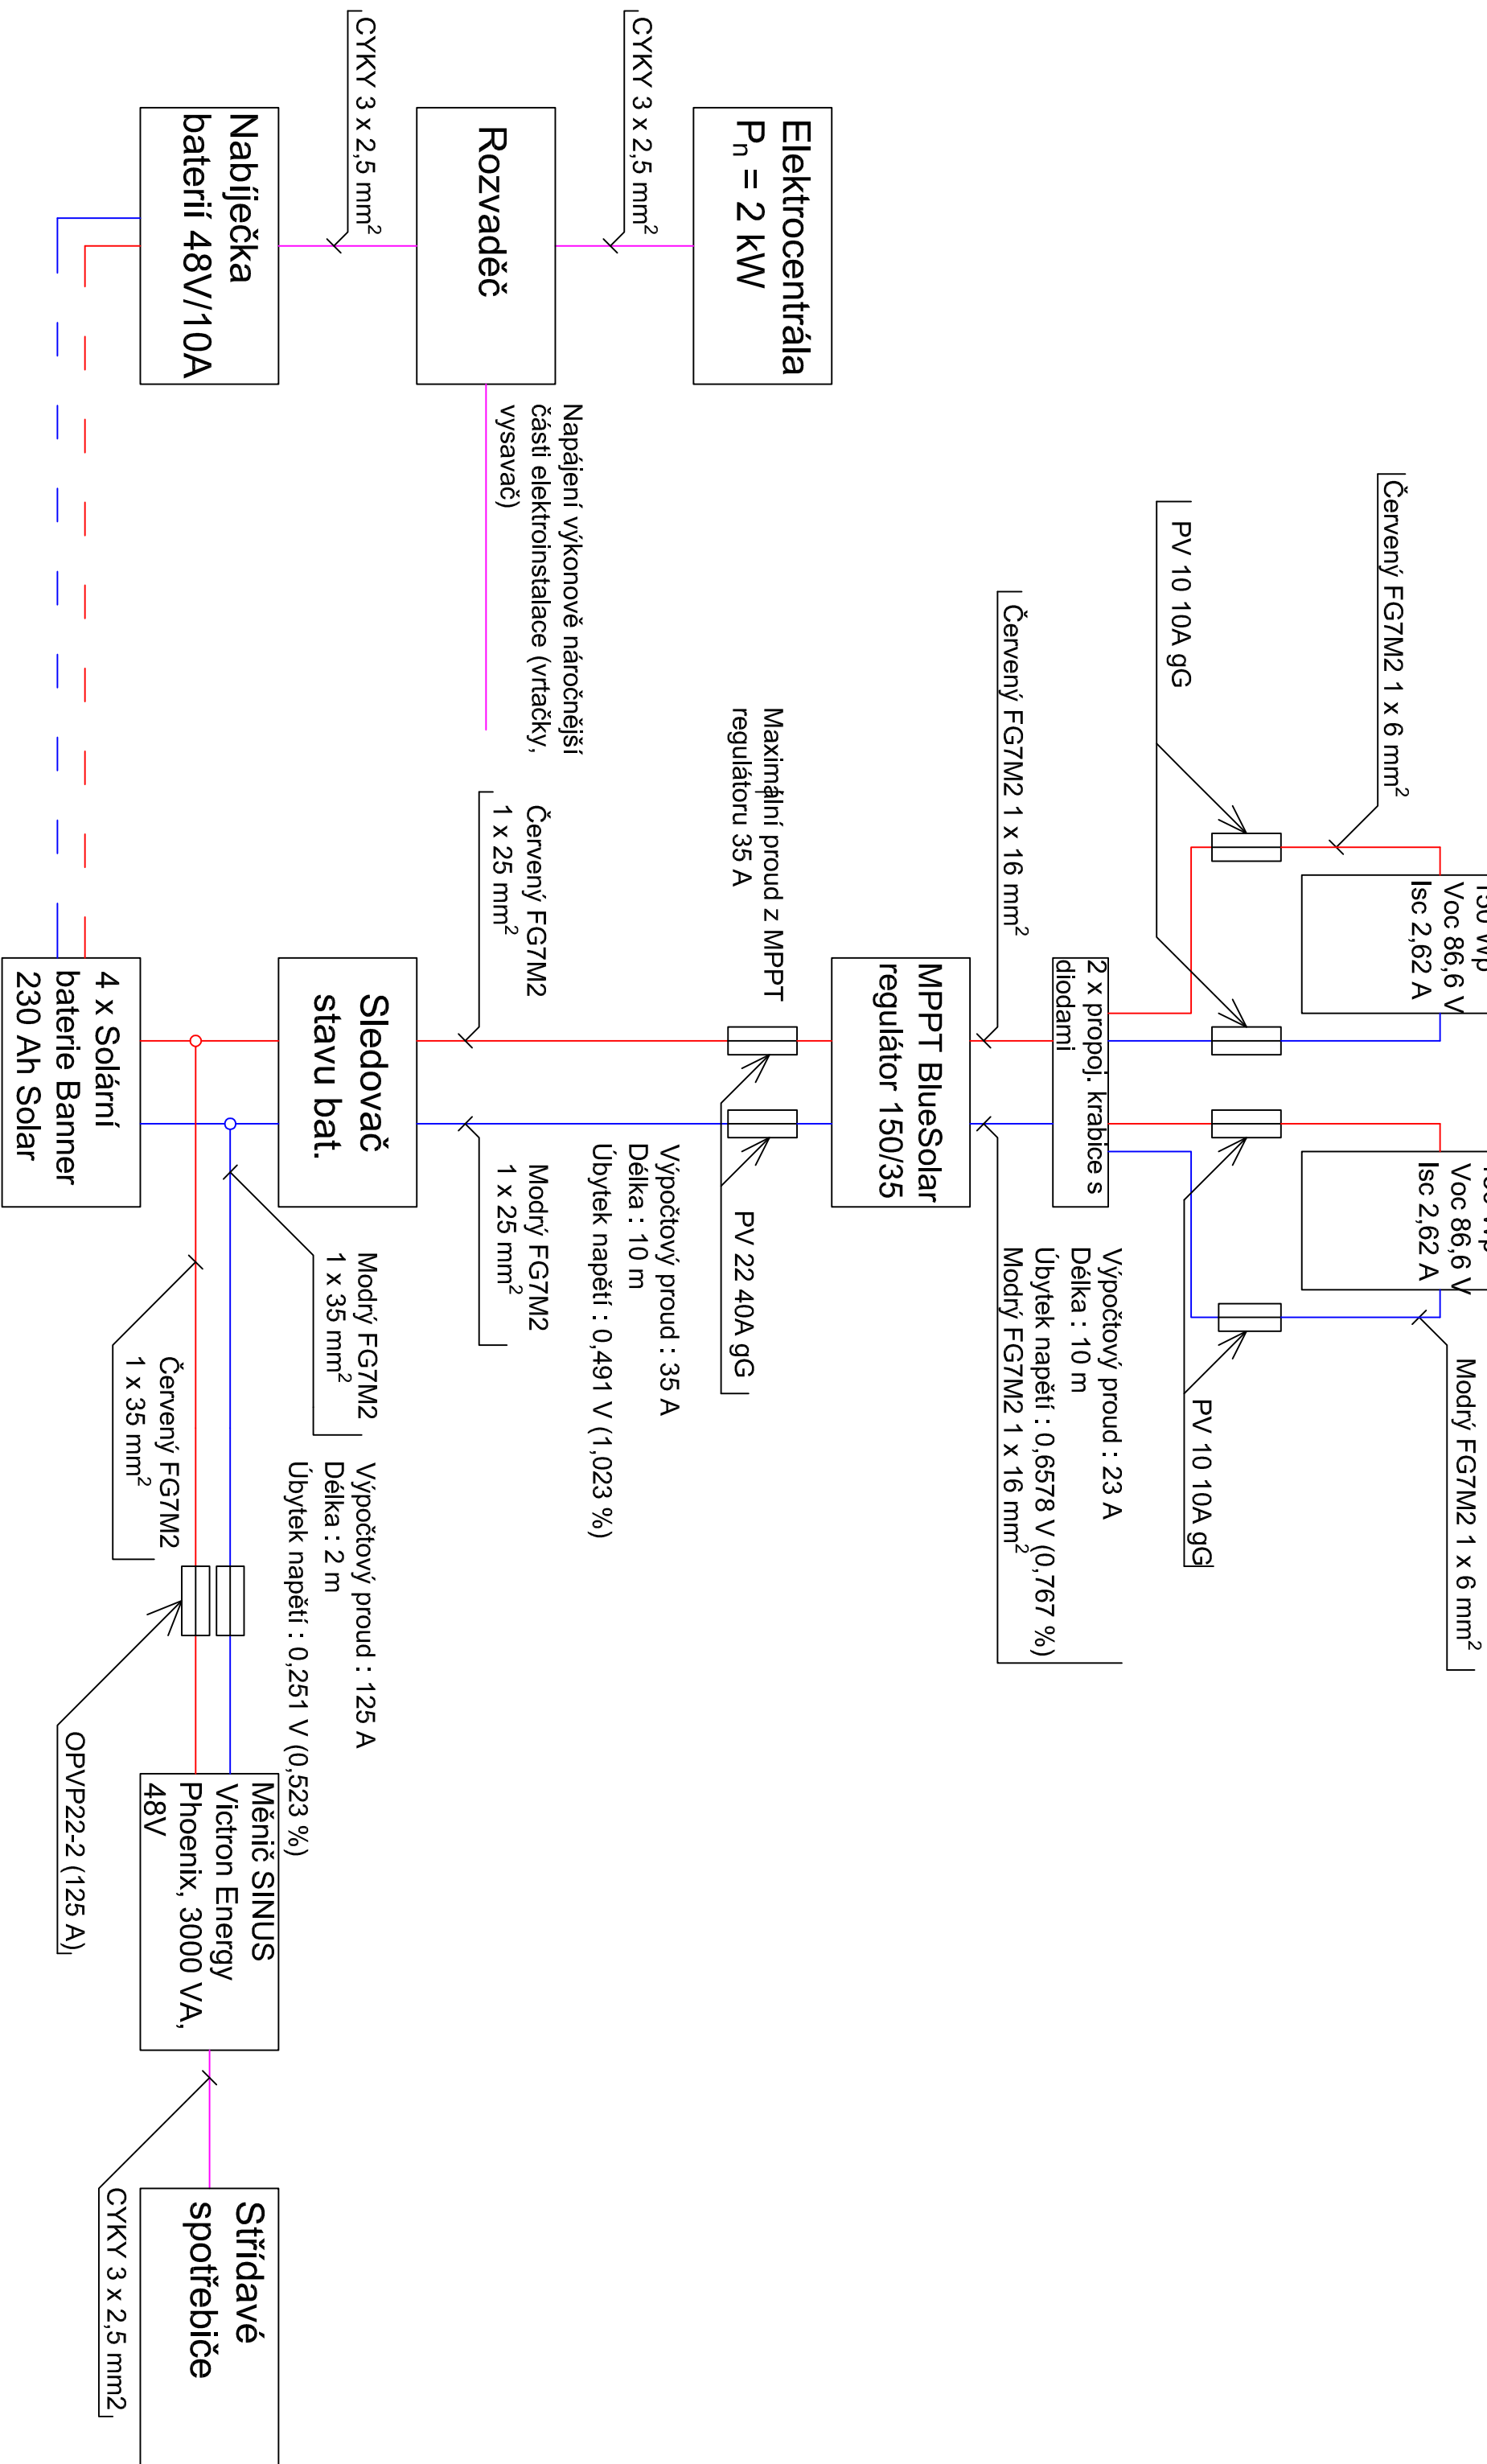 150 Wp
Voc 86,6 V
Isc 2,62 A
Voc 86,6 V
Isc 2,62 A
Červený FG7M2 1 x 6 mm²
Modrý FG7M2 1 x 6 mm²
PV 10 10A gG
PV 10 10A gG
2 x propoj. krabice s
diodami
Výpočtový proud : 23 A
Délka : 10 m
Úbytek napětí : 0,6578 V (0,767 %)
Modrý FG7M2 1 x 16 mm²
Červený FG7M2 1 x 16 mm²
MPPT BlueSolar
regulátor 150/35
Elektrocentrála
Pn = 2 kW
Maximální proud z MPPT
regulátoru 35 A
PV 22 40A gG
CYKY 3 x 2,5 mm²
Výpočtový proud : 35 A
Délka : 10 m
Úbytek napětí : 0,491 V (1,023 %)
Napájení výkonově náročnější
části elektroinstalace (vrtačky,
vysavač)
Červený FG7M2
1 x 25 mm²
Modrý FG7M2
1 x 25 mm²
Rozvaděč
CYKY 3 x 2,5 mm²
Sledovač
stavu bat.
Modrý FG7M2
1 x 35 mm²
Výpočtový proud : 125 A
Délka : 2 m
Úbytek napětí : 0,251 V (0,523 %)
Nabíječka
baterií 48V/10A
Měnič SINUS
Victron Energy
Phoenix, 3000 VA,
48V
Střídavé
spotřebiče
Červený FG7M2
1 x 35 mm²
4 x Solární
baterie Banner
230 Ah Solar
OPVP22-2 (125 A)
CYKY 3 x 2,5 mm2